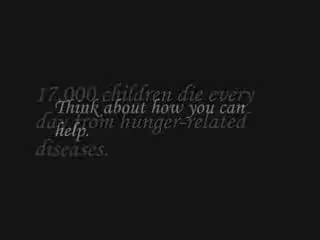 17,000 children die every
day from hunger-related
diseases.
Think about how you can
help.